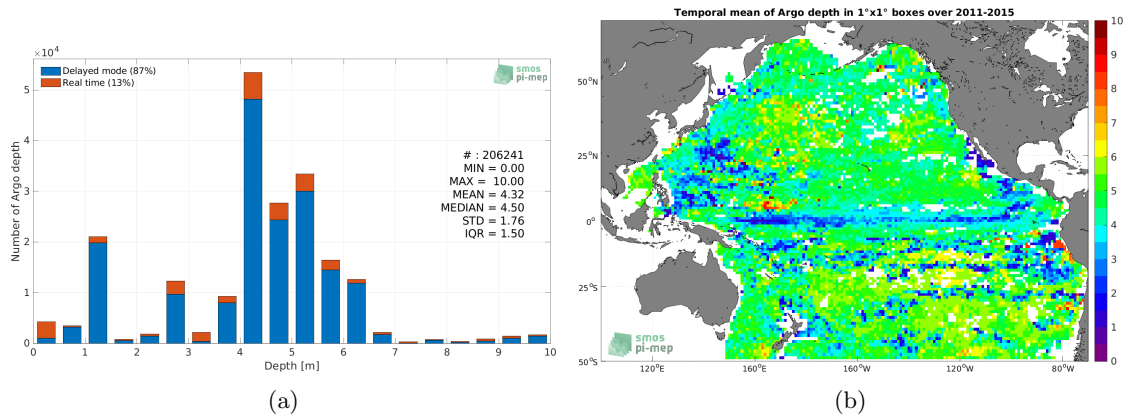 ×10⁴
Delayed mode (87%)
Real time (13%)
smos
pi-mep
# : 206241
MIN = 0.00
MAX = 10.00
MEAN = 4.32
MEDIAN = 4.50
STD = 1.76
IQR = 1.50
5
4
3
2
1
0
Number of Argo depth
0 1 2 3 4 5 6 7 8 9 10
Depth [m]
(a)
Temporal mean of Argo depth in 1°x1° boxes over 2011-2015
50°N
25°N
0°
25°S
50°S
120°E 160°E 160°W 120°W 80°W
smos
pi-mep
10
9
8
7
6
5
4
3
2
1
0
(b)